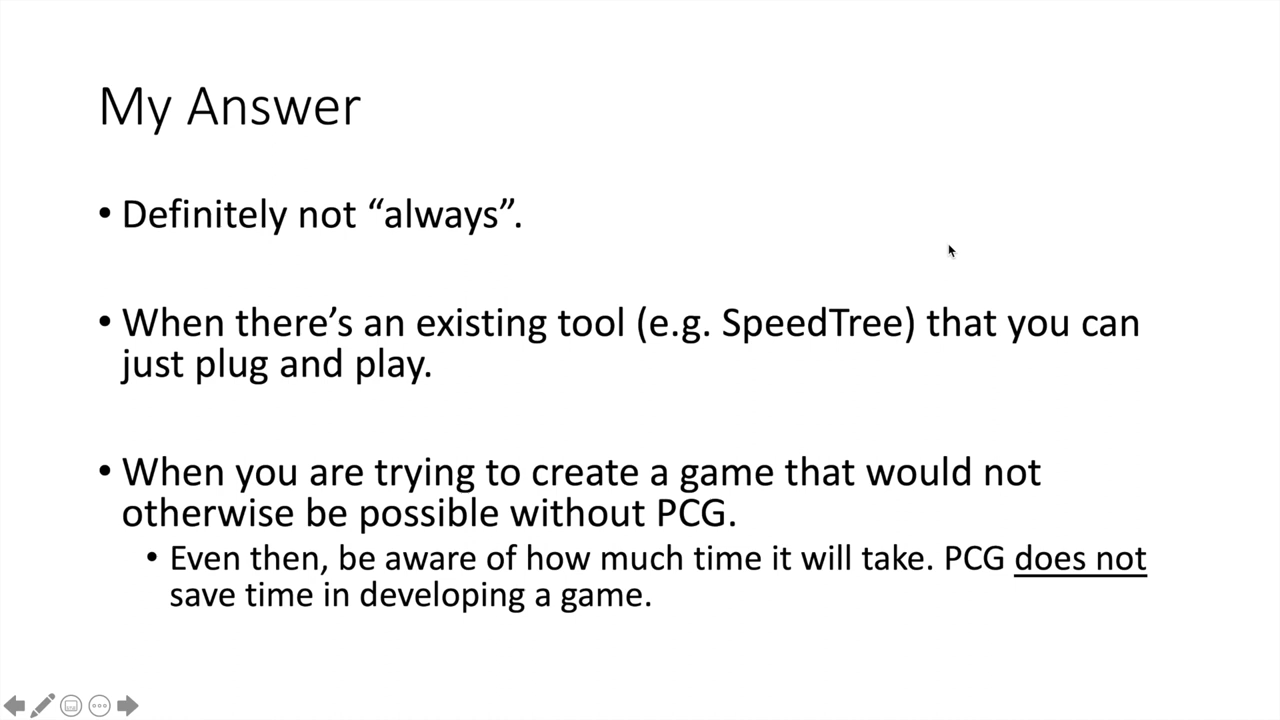 My Answer
• Definitely not “always”.
• When there’s an existing tool (e.g. SpeedTree) that you can
just plug and play.
• When you are trying to create a game that would not
otherwise be possible without PCG.
• Even then, be aware of how much time it will take. PCG does not
save time in developing a game.